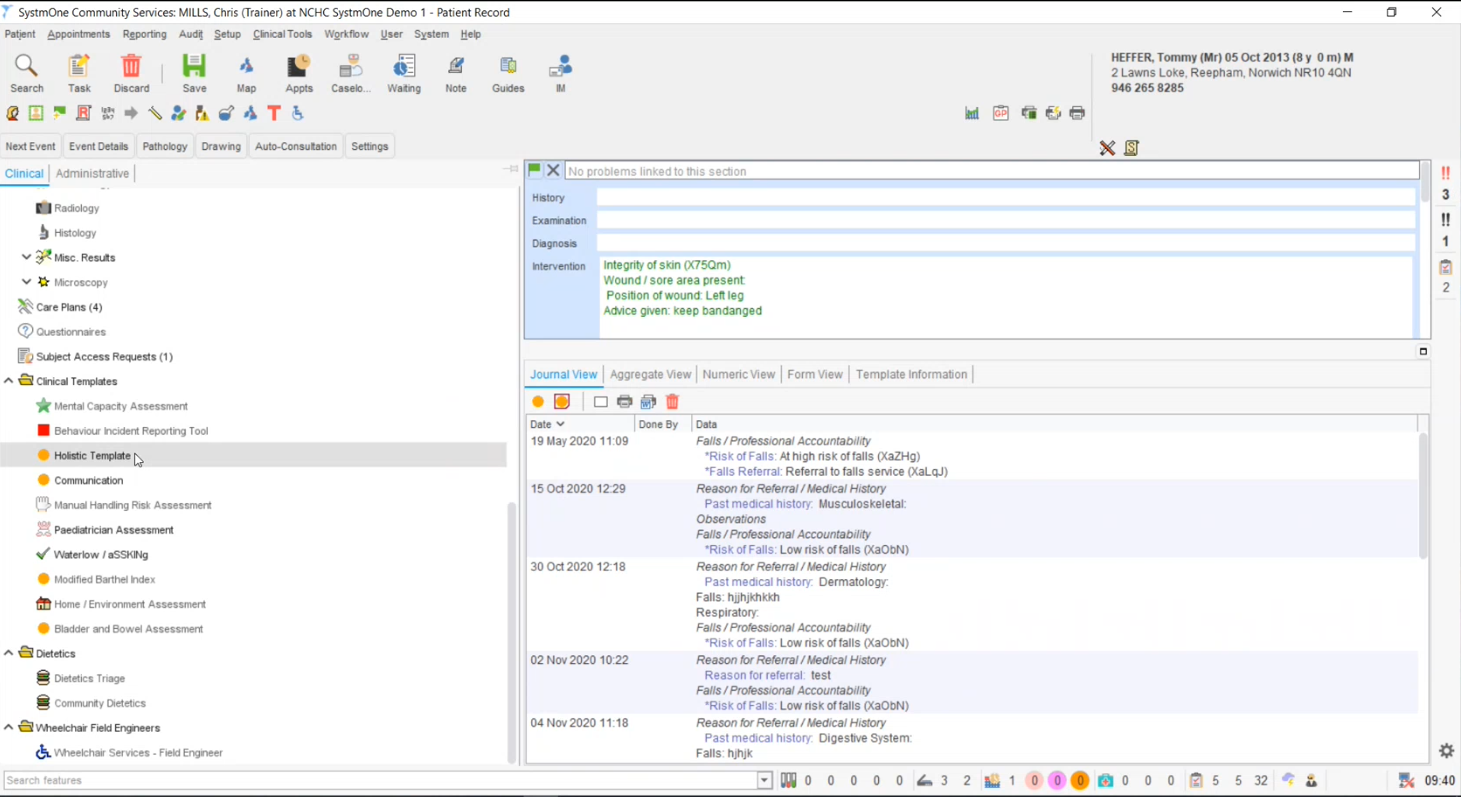 SystmOne Community Services: MILLS, Chris (Trainer) at NCHC SystmOne Demo 1 - Patient Record
Patient Appointments Reporting Audit Setup Clinical Tools Workflow User System Help
Search Task Discard Save Map Appts Caselo... Waiting Note Guides IM
HEFFER, Tommy (Mr) 05 Oct 2013 (8 y 0 m) M
2 Lawns Loke, Reepham, Norwich NR10 4QN
946 265 8285
Next Event Event Details Pathology Drawing Auto-Consultation Settings
Clinical Administrative
Radiology
Histology
Misc. Results
Microscopy
Care Plans (4)
Questionnaires
Subject Access Requests (1)
Clinical Templates
Mental Capacity Assessment
Behaviour Incident Reporting Tool
Holistic Template
Communication
Manual Handling Risk Assessment
Paediatrician Assessment
Waterlow / aSSKINg
Modified Barthel Index
Home / Environment Assessment
Bladder and Bowel Assessment
Dietetics
Dietetics Triage
Community Dietetics
Wheelchair Field Engineers
Wheelchair Services - Field Engineer
No problems linked to this section
History
Examination
Diagnosis
Intervention
Integrity of skin (X75Qm)
Wound / sore area present:
Position of wound: Left leg
Advice given: keep bandanged
!!
3
!!
1
2
Journal View Aggregate View Numeric View Form View Template Information
Date Done By Data
19 May 2020 11:09 Falls / Professional Accountability
*Risk of Falls: At high risk of falls (XaZHg)
*Falls Referral: Referral to falls service (XaLqJ)
15 Oct 2020 12:29 Reason for Referral / Medical History
Past medical history: Musculoskeletal:
Observations
Falls / Professional Accountability
*Risk of Falls: Low risk of falls (XaObN)
30 Oct 2020 12:18 Reason for Referral / Medical History
Past medical history: Dermatology:
Falls: hjjhjkhkkh
Respiratory:
Falls / Professional Accountability
*Risk of Falls: Low risk of falls (XaObN)
02 Nov 2020 10:22 Reason for Referral / Medical History
Reason for referral: test
Falls / Professional Accountability
*Risk of Falls: Low risk of falls (XaObN)
04 Nov 2020 11:18 Reason for Referral / Medical History
Past medical history: Digestive System:
Falls: hjhjk
Search features 0 0 0 0 0 3 2 1 0 0 0 0 0 0 5 5 32 09:40